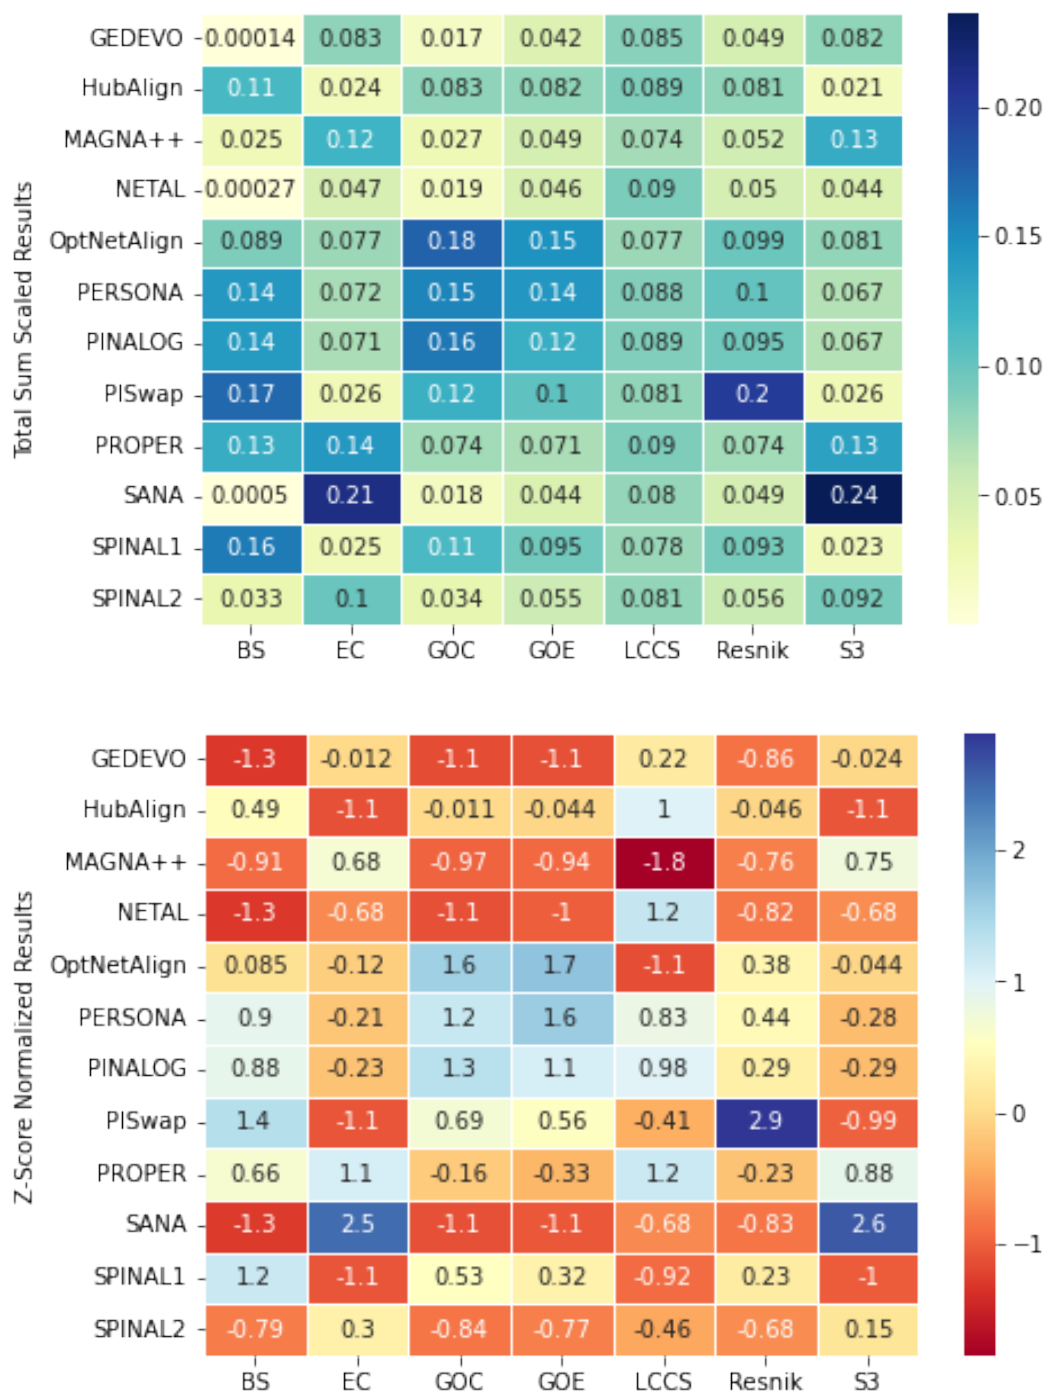 Total Sum Scaled Results
GEDEVO 0.00014 0.083 0.017 0.042 0.085 0.049 0.082
HubAlign 0.11 0.024 0.083 0.082 0.089 0.081 0.021
MAGNA++ 0.025 0.12 0.027 0.049 0.074 0.052 0.13
NETAL 0.00027 0.047 0.019 0.046 0.09 0.05 0.044
OptNetAlign 0.089 0.077 0.18 0.15 0.077 0.099 0.081
PERSONA 0.14 0.072 0.15 0.14 0.088 0.1 0.067
PINALOG 0.14 0.071 0.16 0.12 0.089 0.095 0.067
PISwap 0.17 0.026 0.12 0.1 0.081 0.2 0.026
PROPER 0.13 0.14 0.074 0.071 0.09 0.074 0.13
SANA 0.0005 0.21 0.018 0.044 0.08 0.049 0.24
SPINAL1 0.16 0.025 0.11 0.095 0.078 0.093 0.023
SPINAL2 0.033 0.1 0.034 0.055 0.081 0.056 0.092
BS EC GOC GOE LCCS Resnik S3
0.20
0.15
0.10
0.05
Z-Score Normalized Results
GEDEVO -1.3 -0.012 -1.1 -1.1 0.22 -0.86 -0.024
HubAlign 0.49 -1.1 -0.011 -0.044 1 -0.046 -1.1
MAGNA++ -0.91 0.68 -0.97 -0.94 -1.8 -0.76 0.75
NETAL -1.3 -0.68 -1.1 -1 1.2 -0.82 -0.68
OptNetAlign 0.085 -0.12 1.6 1.7 -1.1 0.38 -0.044
PERSONA 0.9 -0.21 1.2 1.6 0.83 0.44 -0.28
PINALOG 0.88 -0.23 1.3 1.1 0.98 0.29 -0.29
PISwap 1.4 -1.1 0.69 0.56 -0.41 2.9 -0.99
PROPER 0.66 1.1 -0.16 -0.33 1.2 -0.23 0.88
SANA -1.3 2.5 -1.1 -1.1 -0.68 -0.83 2.6
SPINAL1 1.2 -1.1 0.53 0.32 -0.92 0.23 -1
SPINAL2 -0.79 0.3 -0.84 -0.77 -0.46 -0.68 0.15
BS EC GOC GOE LCCS Resnik S3
2
1
0
−1